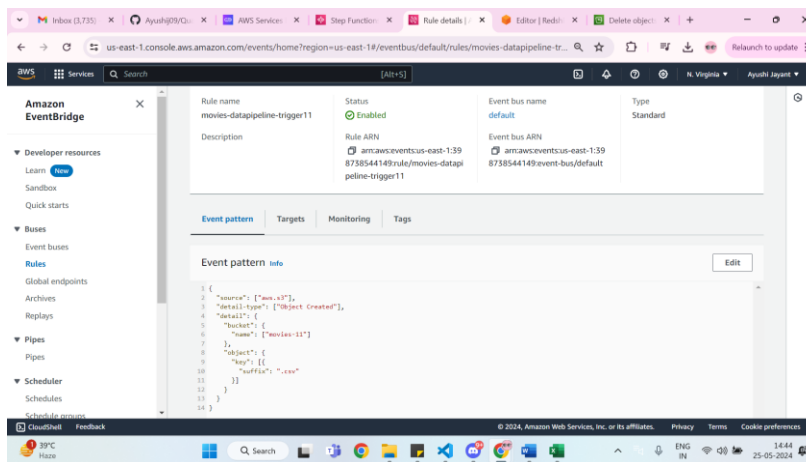 Inbox (3,735)
Ayushij09/Qu
AWS Services
Step Function
Rule details | A
Editor | Redshi
Delete object
us-east-1.console.aws.amazon.com/events/home?region=us-east-1#/eventbus/default/rules/movies-datapipeline-tr...
Relaunch to update
aws
Services
Search
[Alt+S]
N. Virginia
Ayushi Jayant
Amazon
EventBridge
Developer resources
Learn New
Sandbox
Quick starts
Buses
Event buses
Rules
Global endpoints
Archives
Replays
Pipes
Pipes
Scheduler
Schedules
Schedule groups
Rule name
movies-datapipeline-trigger11
Description
Status
Enabled
Rule ARN
arn:aws:events:us-east-1:39
8738544149:rule/movies-datapi
peline-trigger11
Event bus name
default
Event bus ARN
arn:aws:events:us-east-1:39
8738544149:event-bus/default
Type
Standard
Event pattern
Targets
Monitoring
Tags
Event pattern Info
Edit
1 {
2 "source": ["aws.s3"],
3 "detail-type": ["Object Created"],
4 "detail": {
5 "bucket": {
6 "name": ["movies-11"]
7 },
8 "object": {
9 "key": [{
10 "suffix": ".csv"
11 }]
12 }
13 }
14 }
CloudShell
Feedback
© 2024, Amazon Web Services, Inc. or its affiliates.
Privacy
Terms
Cookie preferences
1
39°C
Haze
Search
ENG
IN
14:44
25-05-2024